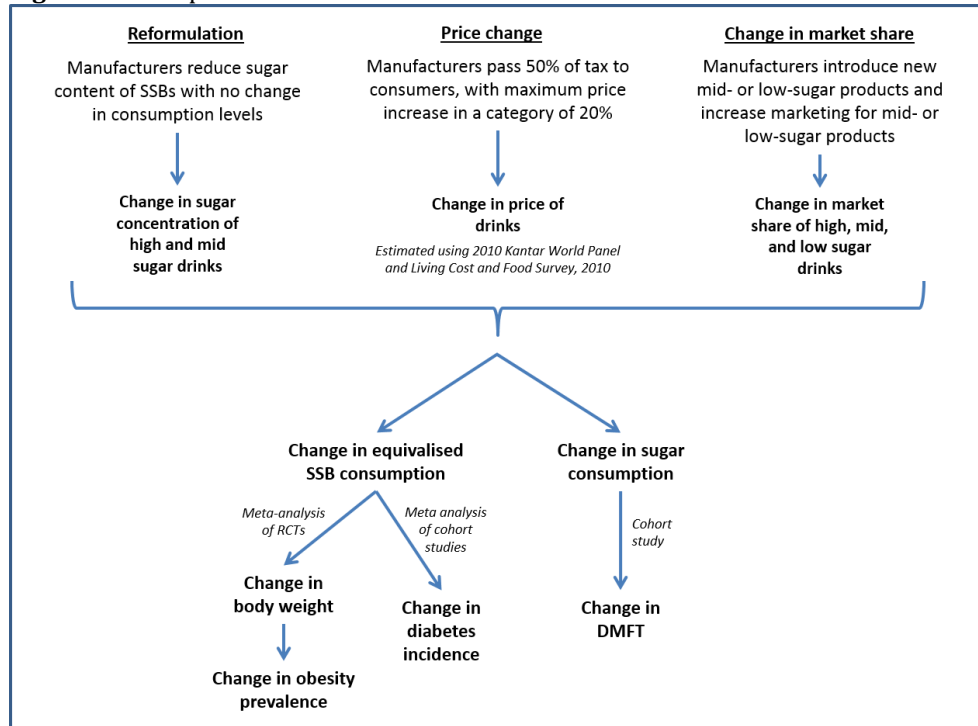 Reformulation
Manufacturers reduce sugar
content of SSBs with no change
in consumption levels
Change in sugar
concentration of
high and mid
sugar drinks
Price change
Manufacturers pass 50% of tax to
consumers, with maximum price
increase in a category of 20%
Change in price of
drinks
Estimated using 2010 Kantar World Panel
and Living Cost and Food Survey, 2010
Change in market share
Manufacturers introduce new
mid- or low-sugar products and
increase marketing for mid- or
low-sugar products
Change in market
share of high, mid,
and low sugar
drinks
Change in equivalised
SSB consumption
Change in sugar
consumption
Meta-analysis
of RCTs
Meta analysis
of cohort
studies
Cohort
study
Change in
body weight
Change in
diabetes
incidence
Change in
DMFT
Change in obesity
prevalence